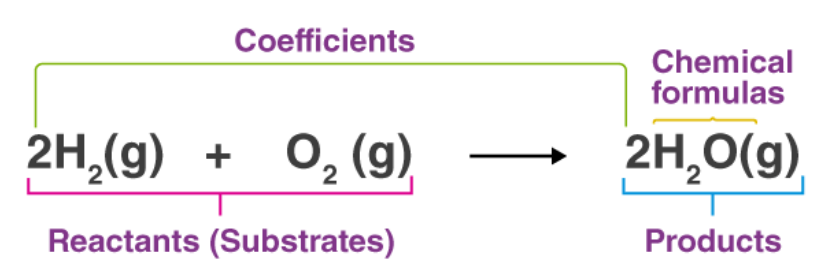 Coefficients
Chemical
formulas
2H₂(g) + O₂ (g) ⟶ 2H₂O(g)
Reactants (Substrates)
Products